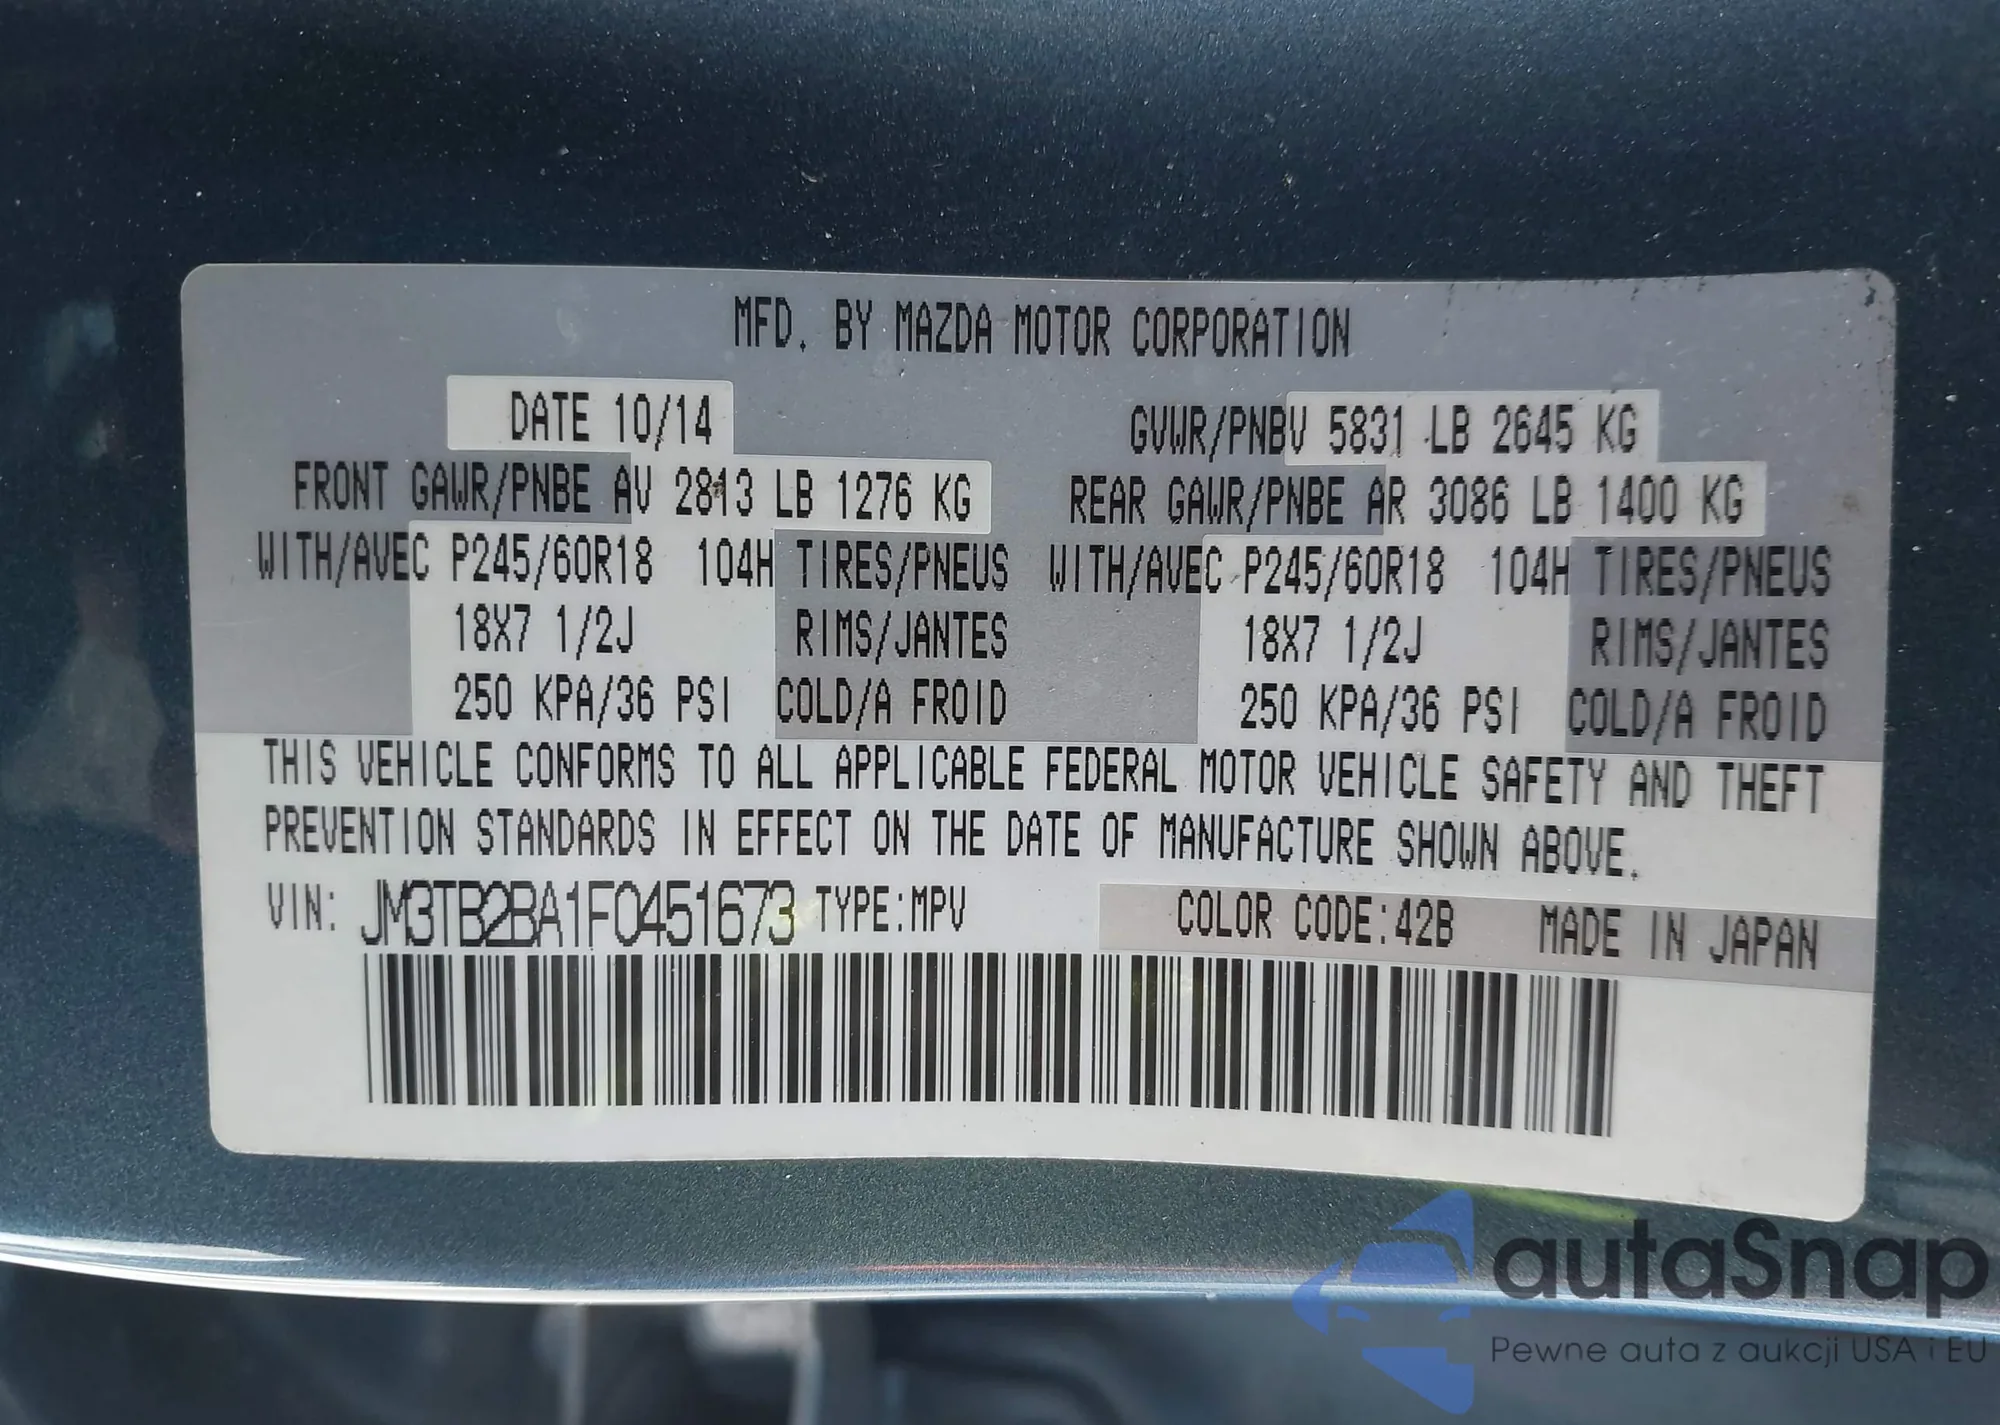 MFD. BY MAZDA MOTOR CORPORATION
DATE 10/14 GVWR/PNBV 5831 LB 2645 KG
FRONT GAWR/PNBE AV 2813 LB 1276 KG REAR GAWR/PNBE AR 3086 LB 1400 KG
WITH/AVEC P245/60R18 104H TIRES/PNEUS WITH/AVEC P245/60R18 104H TIRES/PNEUS
18X7 1/2J RIMS/JANTES 18X7 1/2J RIMS/JANTES
250 KPA/36 PSI COLD/A FROID 250 KPA/36 PSI COLD/A FROID
THIS VEHICLE CONFORMS TO ALL APPLICABLE FEDERAL MOTOR VEHICLE SAFETY AND THEFT
PREVENTION STANDARDS IN EFFECT ON THE DATE OF MANUFACTURE SHOWN ABOVE.
VIN: JM3TB2BA1F0451673 TYPE:MPV COLOR CODE:42B MADE IN JAPAN
autaSnap
Pewne auta z aukcji USA i EU